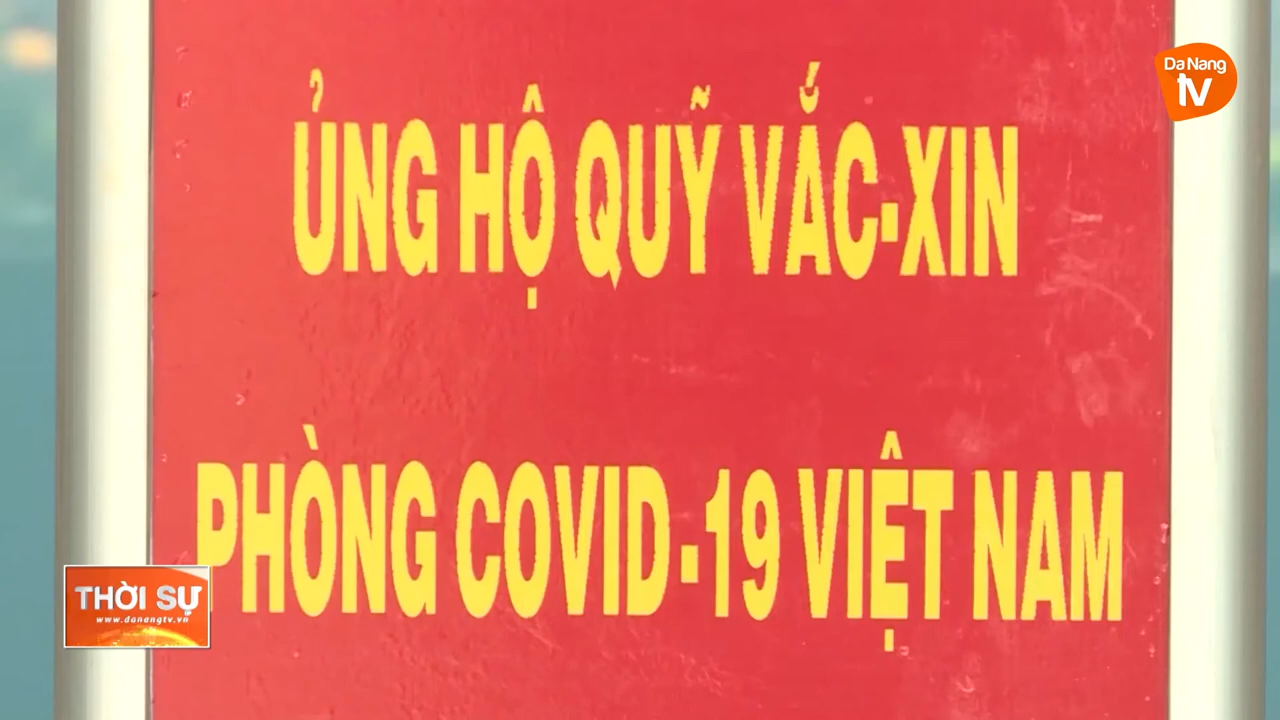 Da Nang
tv
ỦNG HỘ QUỸ VẮC-XIN
PHÒNG COVID-19 VIỆT NAM
THỜI SỰ
www.danangtv.vn